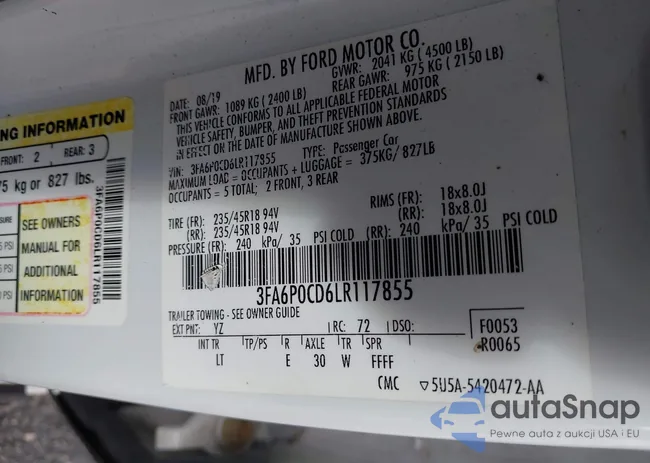 NG INFORMATION
FRONT: 2 REAR: 3
75 kg or 827 lbs.
SEE OWNERS
MANUAL FOR
ADDITIONAL
INFORMATION
3FA6P0CD6LR117855
MFD. BY FORD MOTOR CO.
DATE: 08/19 GVWR: 2041 KG (4500 LB)
FRONT GAWR: 1089 KG (2400 LB) REAR GAWR: 975 KG (2150 LB)
THIS VEHICLE CONFORMS TO ALL APPLICABLE FEDERAL MOTOR
VEHICLE SAFETY, BUMPER, AND THEFT PREVENTION STANDARDS
IN EFFECT ON THE DATE OF MANUFACTURE SHOWN ABOVE.
VIN: 3FA6P0CD6LR117855 TYPE: Passenger Car
MAXIMUM LOAD = OCCUPANTS + LUGGAGE = 375KG/827LB
OCCUPANTS = 5 TOTAL; 2 FRONT, 3 REAR
TIRE (FR): 235/45R18 94V RIMS (FR): 18x8.0J
(RR): 235/45R18 94V (RR): 18x8.0J
PRESSURE (FR): 240 kPa/ 35 PSI COLD (RR): 240 kPa/ 35 PSI COLD
3FA6P0CD6LR117855
TRAILER TOWING - SEE OWNER GUIDE
EXT PNT: YZ RC: 72 DSO: F0053
INT TR TP/PS R AXLE TR SPR R0065
LT E 30 W FFFF
CMC 5U5A-5420472-AA
autaSnap
Pewne auta z aukcji USA i EU